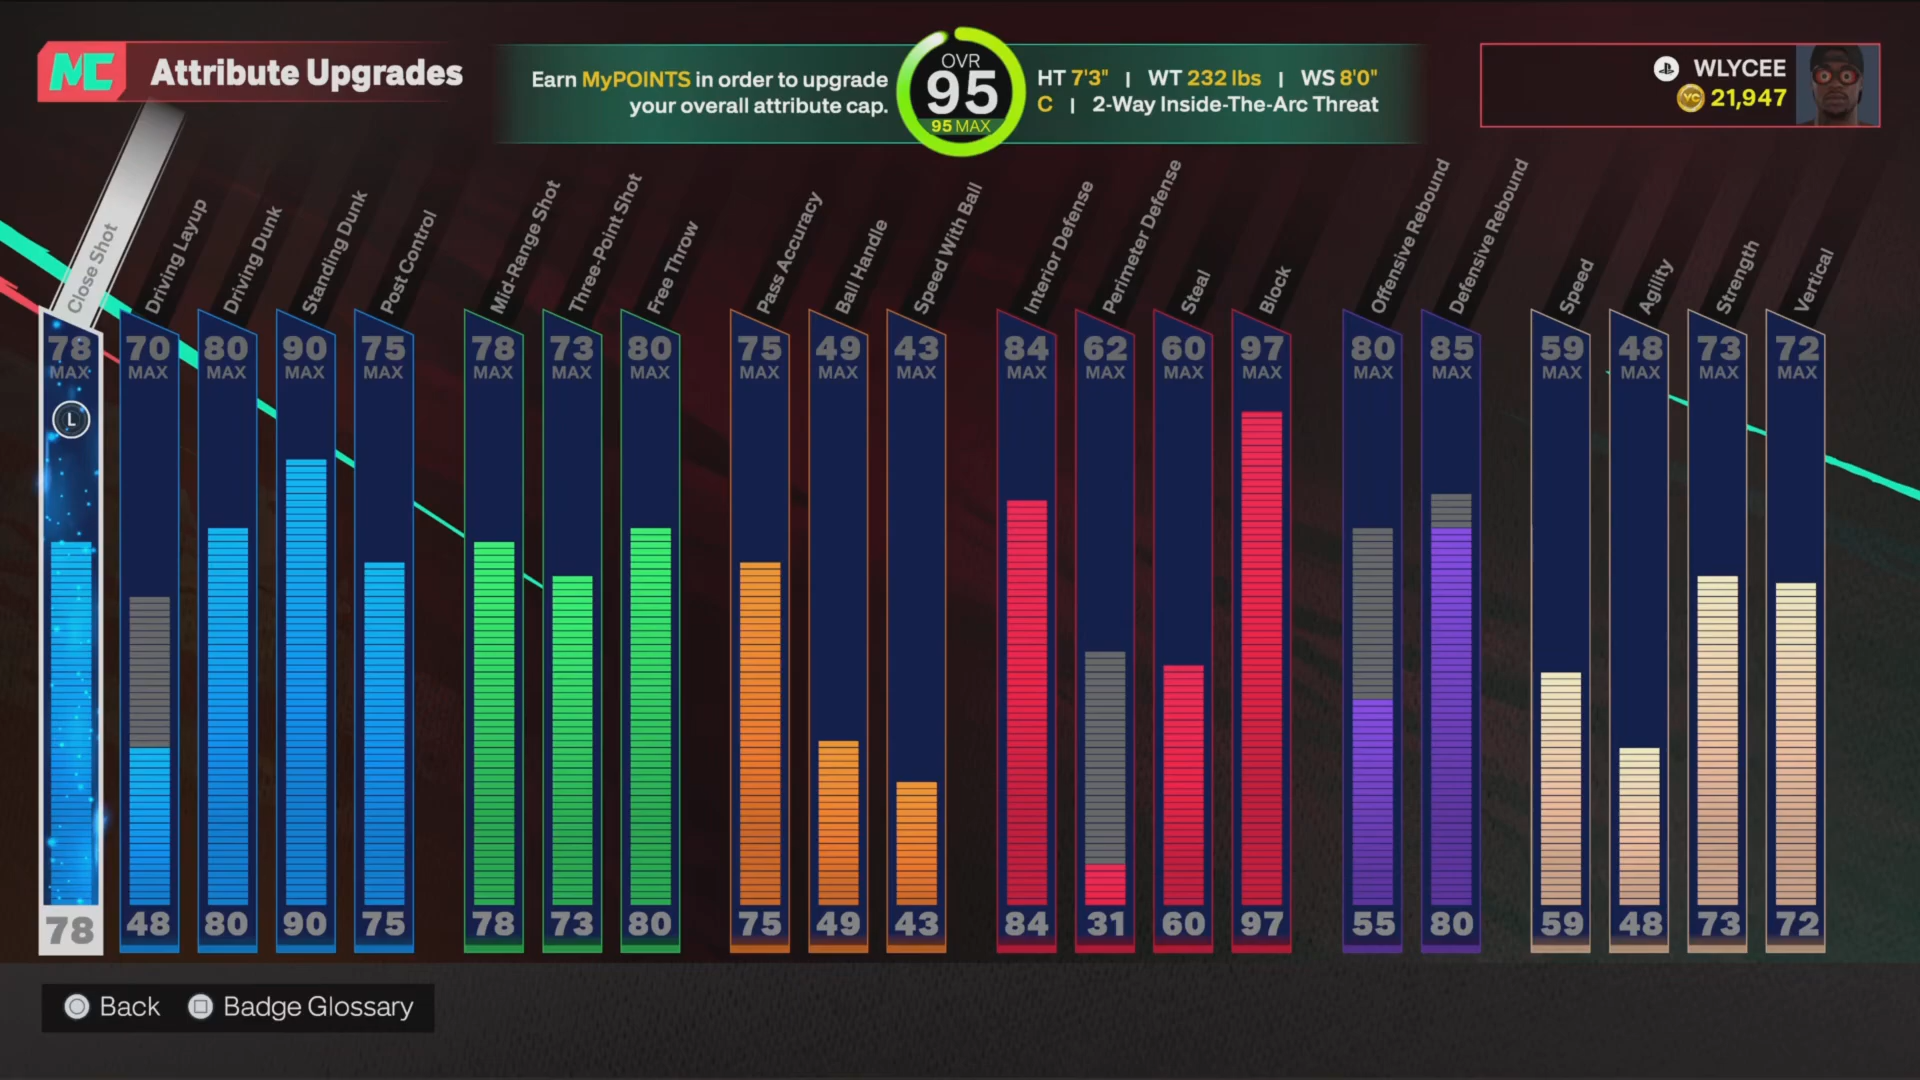 MC Attribute Upgrades
Earn MyPOINTS in order to upgrade
your overall attribute cap.
OVR
95
95 MAX
HT 7'3" | WT 232 lbs | WS 8'0"
C | 2-Way Inside-The-Arc Threat
WLYCEE
VC 21,947
Close Shot
Driving Layup
Driving Dunk
Standing Dunk
Post Control
Mid-Range Shot
Three-Point Shot
Free Throw
Pass Accuracy
Ball Handle
Speed With Ball
Interior Defense
Perimeter Defense
Steal
Block
Offensive Rebound
Defensive Rebound
Speed
Agility
Strength
Vertical
78 70 80 90 75 78 73 80 75 49 43 84 62 60 97 80 85 59 48 73 72
MAX MAX MAX MAX MAX MAX MAX MAX MAX MAX MAX MAX MAX MAX MAX MAX MAX MAX MAX MAX MAX
L
78 48 80 90 75 78 73 80 75 49 43 84 31 60 97 55 80 59 48 73 72
Back Badge Glossary